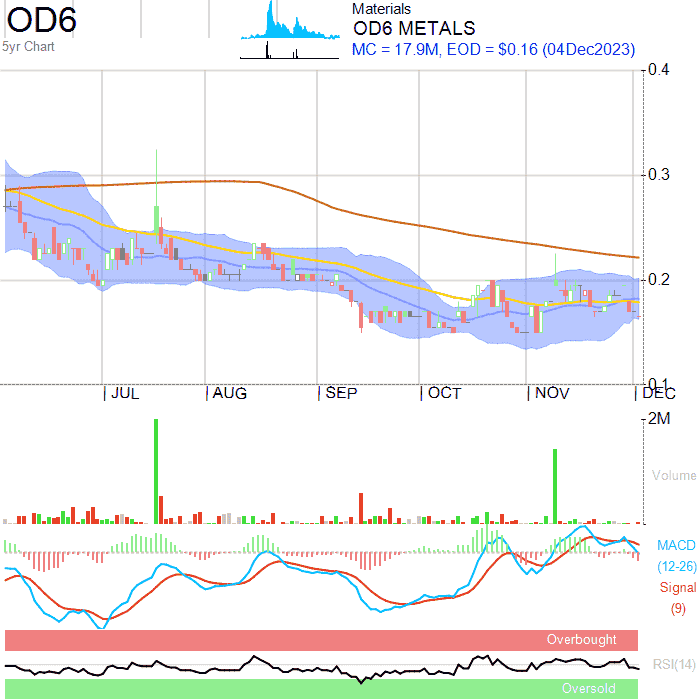 OD6
5yr Chart
Materials
OD6 METALS
MC = 17.9M, EOD = $0.16 (04Dec2023)
0.4
0.3
0.2
0.1
JUL AUG SEP OCT NOV DEC
2M
Volume
MACD
(12-26)
Signal
(9)
Overbought
RSI(14)
Oversold